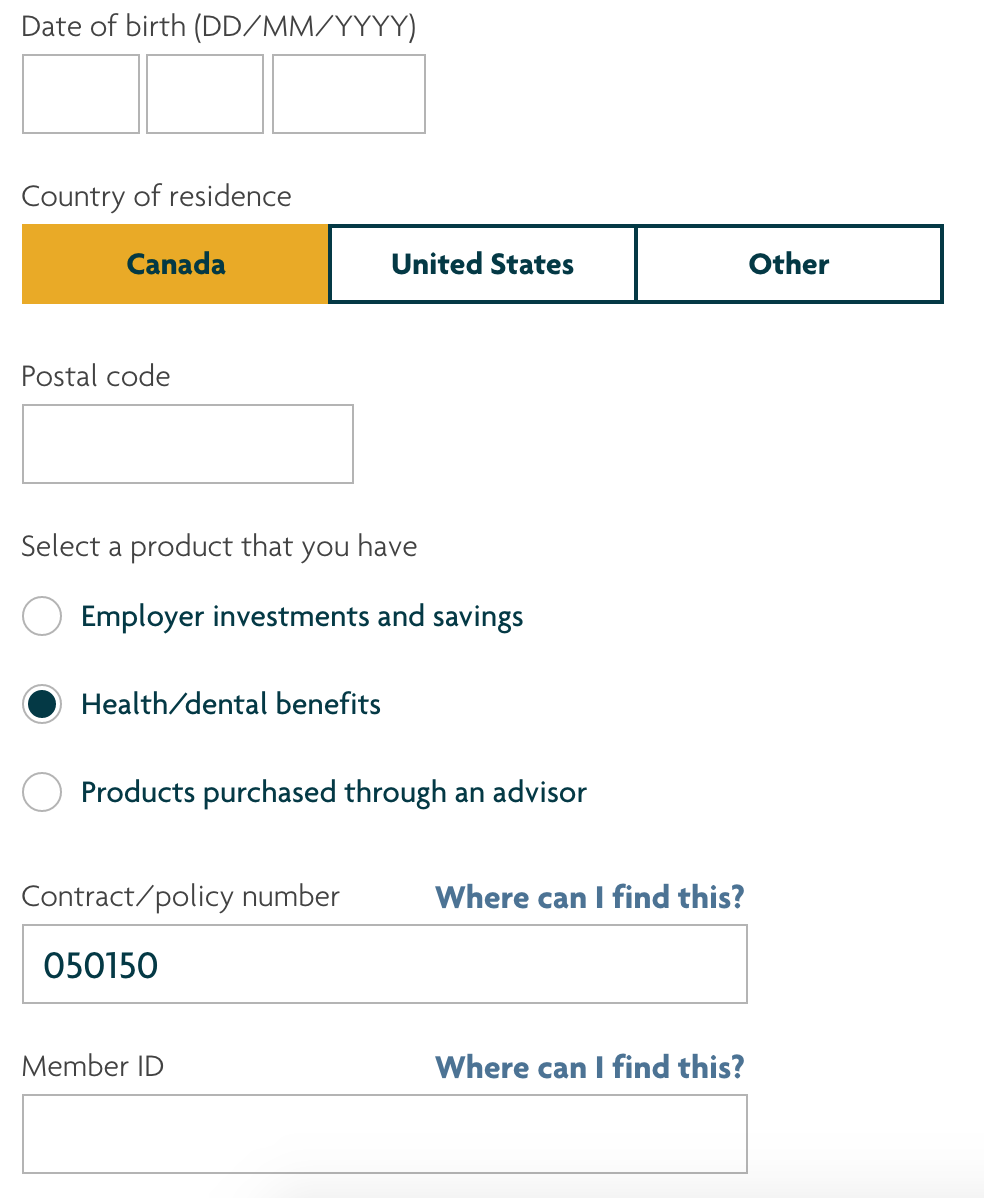 Date of birth (DD/MM/YYYY)
Country of residence
Canada United States Other
Postal code
Select a product that you have
Employer investments and savings
Health/dental benefits
Products purchased through an advisor
Contract/policy number Where can I find this?
050150
Member ID Where can I find this?